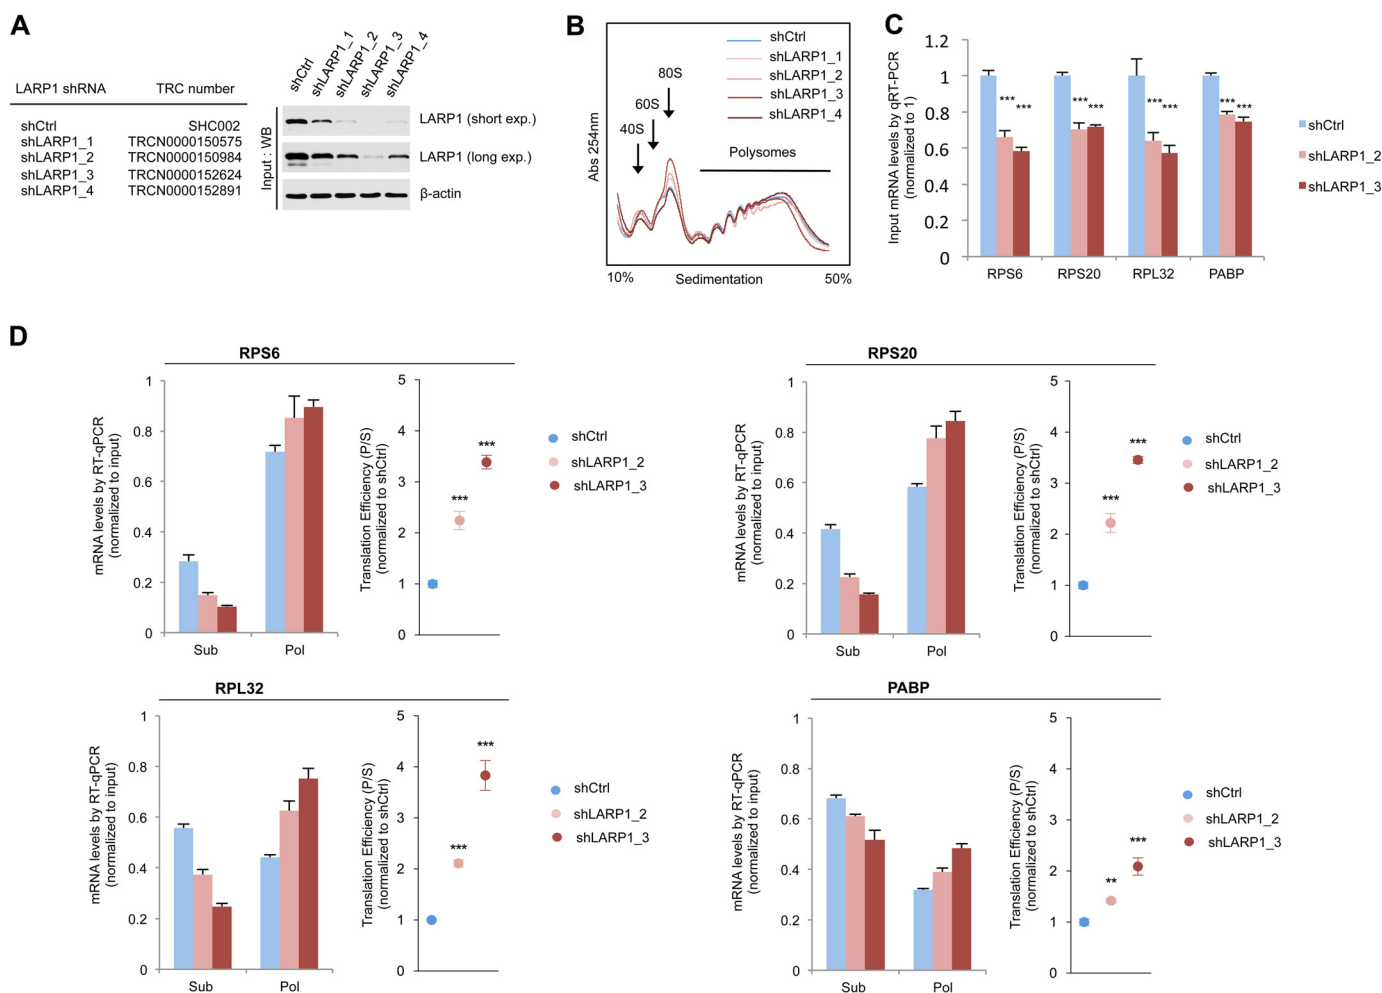 A
LARP1 shRNA TRC number
shCtrl SHC002
shLARP1_1 TRCN0000150575
shLARP1_2 TRCN0000150984
shLARP1_3 TRCN0000152624
shLARP1_4 TRCN0000152891
shCtrl
shLARP1_1
shLARP1_2
shLARP1_3
shLARP1_4
Input : WB
LARP1 (short exp.)
LARP1 (long exp.)
β-actin
B
Abs 254nm
40S
60S
80S
shCtrl
shLARP1_1
shLARP1_2
shLARP1_3
shLARP1_4
Polysomes
10% Sedimentation 50%
C
Input mRNA levels by qRT-PCR
(normalized to 1)
1.2
1
0.8
0.6
0.4
0.2
0
*** ***
*** ***
*** ***
*** ***
RPS6 RPS20 RPL32 PABP
shCtrl
shLARP1_2
shLARP1_3
D
RPS6
mRNA levels by RT-qPCR
(normalized to input)
1
0.8
0.6
0.4
0.2
0
Sub Pol
Translation Efficiency (P/S)
(normalized to shCtrl)
5
4
3
2
1
0
***
***
shCtrl
shLARP1_2
shLARP1_3
RPS20
mRNA levels by RT-qPCR
(normalized to input)
1
0.8
0.6
0.4
0.2
0
Sub Pol
Translation Efficiency (P/S)
(normalized to shCtrl)
5
4
3
2
1
0
***
***
shCtrl
shLARP1_2
shLARP1_3
RPL32
mRNA levels by RT-qPCR
(normalized to input)
1
0.8
0.6
0.4
0.2
0
Sub Pol
Translation Efficiency (P/S)
(normalized to shCtrl)
5
4
3
2
1
0
***
***
shCtrl
shLARP1_2
shLARP1_3
PABP
mRNA levels by RT-qPCR
(normalized to input)
1
0.8
0.6
0.4
0.2
0
Sub Pol
Translation Efficiency (P/S)
(normalized to shCtrl)
5
4
3
2
1
0
**
***
shCtrl
shLARP1_2
shLARP1_3